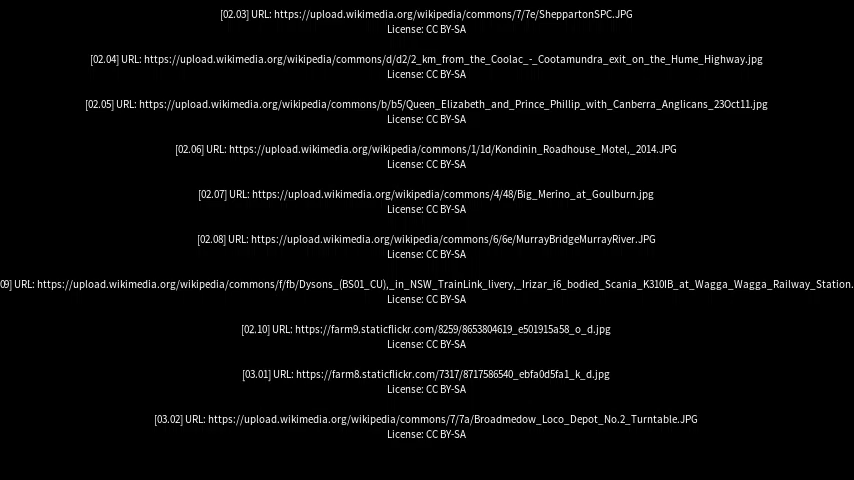 [02.03] URL: https://upload.wikimedia.org/wikipedia/commons/7/7e/SheppartonSPC.JPG
License: CC BY-SA
[02.04] URL: https://upload.wikimedia.org/wikipedia/commons/d/d2/2_km_from_the_Coolac_-_Cootamundra_exit_on_the_Hume_Highway.jpg
License: CC BY-SA
[02.05] URL: https://upload.wikimedia.org/wikipedia/commons/b/b5/Queen_Elizabeth_and_Prince_Phillip_with_Canberra_Anglicans_23Oct11.jpg
License: CC BY-SA
[02.06] URL: https://upload.wikimedia.org/wikipedia/commons/1/1d/Kondinin_Roadhouse_Motel,_2014.JPG
License: CC BY-SA
[02.07] URL: https://upload.wikimedia.org/wikipedia/commons/4/48/Big_Merino_at_Goulburn.jpg
License: CC BY-SA
[02.08] URL: https://upload.wikimedia.org/wikipedia/commons/6/6e/MurrayBridgeMurrayRiver.JPG
License: CC BY-SA
09] URL: https://upload.wikimedia.org/wikipedia/commons/f/fb/Dysons_(BS01_CU),_in_NSW_TrainLink_livery,_Irizar_i6_bodied_Scania_K310IB_at_Wagga_Wagga_Railway_Station.
License: CC BY-SA
[02.10] URL: https://farm9.staticflickr.com/8259/8653804619_e501915a58_o_d.jpg
License: CC BY-SA
[03.01] URL: https://farm8.staticflickr.com/7317/8717586540_ebfa0d5fa1_k_d.jpg
License: CC BY-SA
[03.02] URL: https://upload.wikimedia.org/wikipedia/commons/7/7a/Broadmedow_Loco_Depot_No.2_Turntable.JPG
License: CC BY-SA